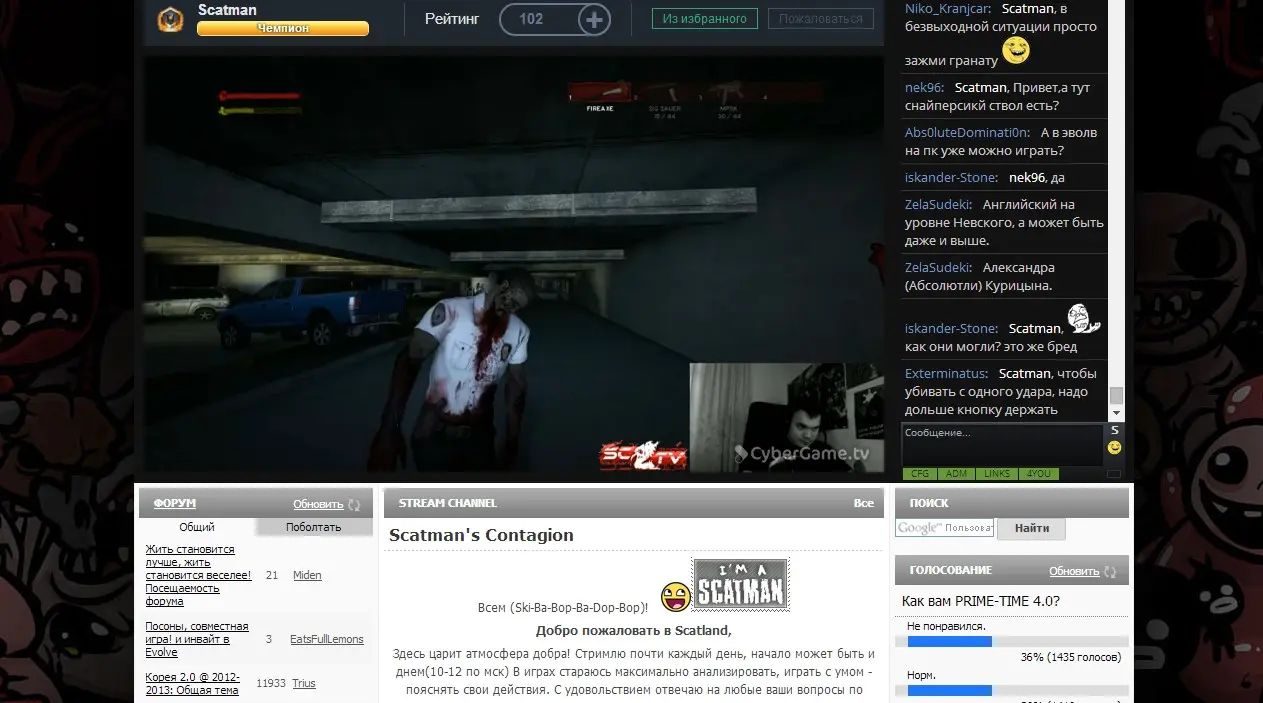 Scatman
Чемпион
Рейтинг
102
Из избранного
Пожаловаться
1
FIREAXE
2
SIG SAUER
3
MP5K
4
SC TV
CyberGame.tv
Niko_Kranjcar: Scatman, в
безвыходной ситуации просто
зажми гранату
nek96: Scatman, Привет,а тут
снайперсикй ствол есть?
Abs0luteDominati0n: А в эволв
на пк уже можно играть?
iskander-Stone: nek96, да
ZelaSudeki: Английский на
уровне Невского, а может быть
даже и выше.
ZelaSudeki: Александра
(Абсолютли) Курицына.
iskander-Stone: Scatman,
как они могли? это же бред
Exterminatus: Scatman, чтобы
убивать с одного удара, надо
дольше кнопку держать
Сообщение...
S
CFG
ADM
LINKS
4YOU
ФОРУМ
Обновить
Общий
Поболтать
Жить становится
лучше, жить
становится веселее!
Посещаемость
форума
21
Miden
Посоны, совместная
игра! и инвайт в
Evolve
3
EatsFullLemons
Корея 2.0 @ 2012-
2013: Общая тема
11933
Trius
STREAM CHANNEL
Все
Scatman's Contagion
Всем (Ski-Ba-Bop-Ba-Dop-Bop)!
I'M A
SCATMAN
Добро пожаловать в Scatland,
Здесь царит атмосфера добра! Стримлю почти каждый день, начало может быть и
днем(10-12 по мск) В играх стараюсь максимально анализировать, играть с умом -
пояснять свои действия. С удовольствием отвечаю на любые ваши вопросы по
ПОИСК
Google™ Пользоват
Найти
ГОЛОСОВАНИЕ
Обновить
Как вам PRIME-TIME 4.0?
Не понравился.
36% (1435 голосов)
Норм.